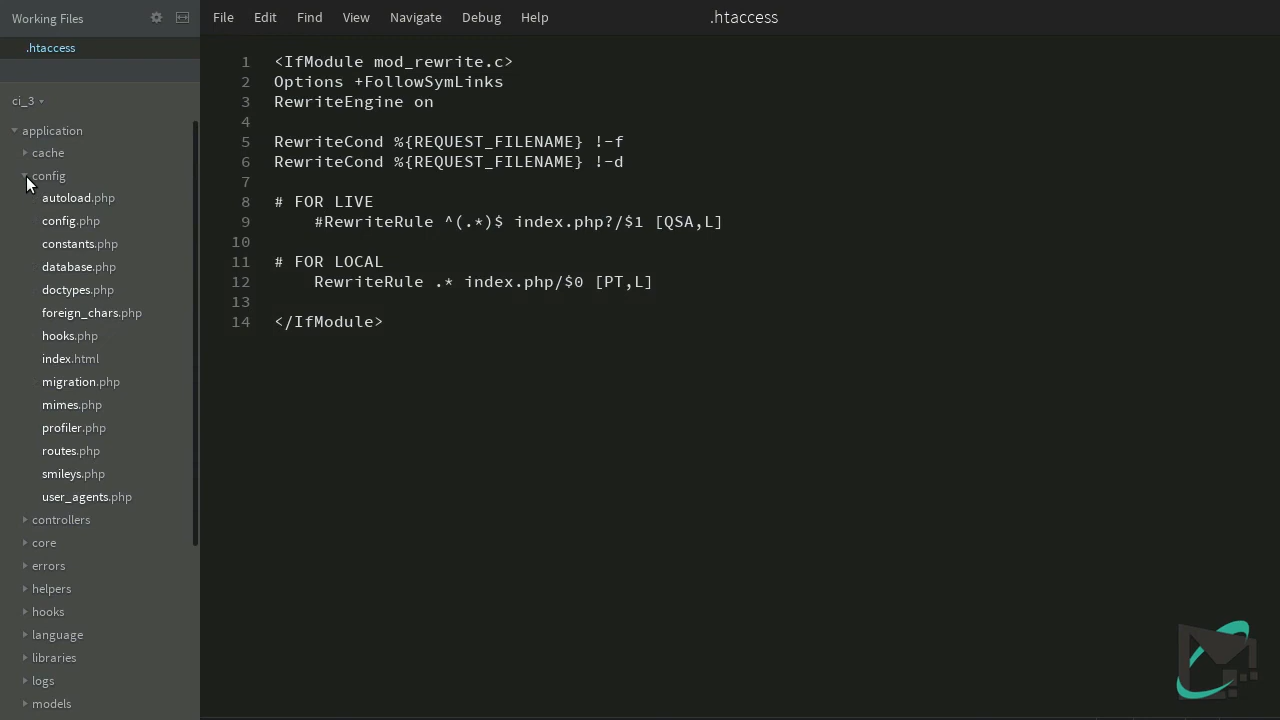 Working Files
File Edit Find View Navigate Debug Help
.htaccess
.htaccess
ci_3
application
cache
config
autoload.php
config.php
constants.php
database.php
doctypes.php
foreign_chars.php
hooks.php
index.html
migration.php
mimes.php
profiler.php
routes.php
smileys.php
user_agents.php
controllers
core
errors
helpers
hooks
language
libraries
logs
models
1 <IfModule mod_rewrite.c>
2 Options +FollowSymLinks
3 RewriteEngine on
4
5 RewriteCond %{REQUEST_FILENAME} !-f
6 RewriteCond %{REQUEST_FILENAME} !-d
7
8 # FOR LIVE
9 #RewriteRule ^(.*)$ index.php?/$1 [QSA,L]
10
11 # FOR LOCAL
12 RewriteRule .* index.php/$0 [PT,L]
13
14 </IfModule>